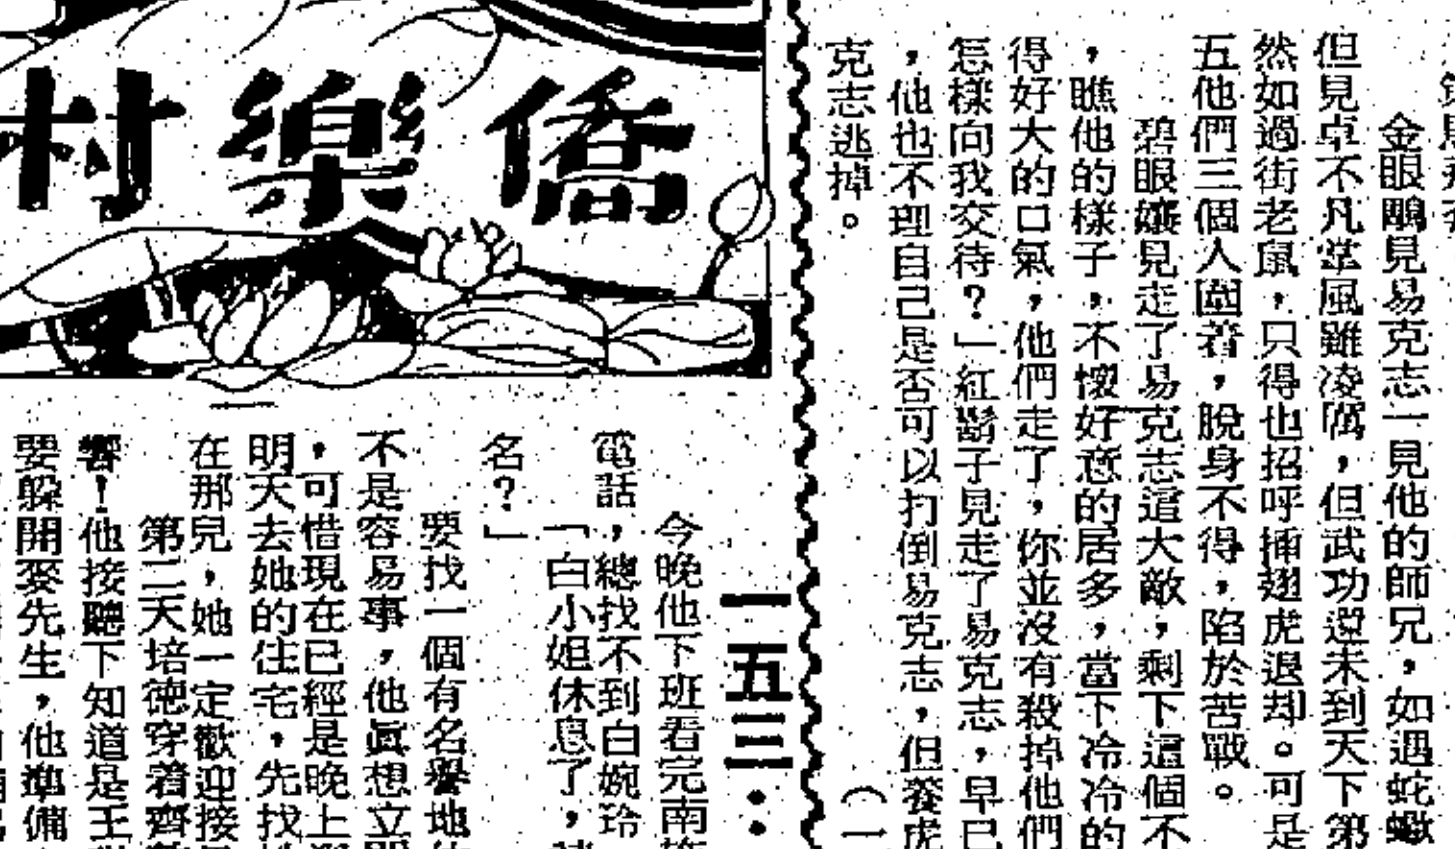 金眼鵰見易克志一見他的師兄，如遇蛇蠍
但見卓不凡掌風雖凌厲，但武功還未到天下第
然如過街老鼠，只得也招呼插翅虎退却。可是
五他們三個人圍着，脫身不得，陷於苦戰。
碧眼孃見走了易克志這大敵，剩下這個不
，瞧他的樣子，不懷好意的居多，當下冷冷的
得好大的口氣，他們走了，你並沒有殺掉他們
怎樣向我交待？」紅鬍子見走了易克志，早已
，他也不理自己是否可以打倒易克志，但養虎
克志逃掉。
（一
僑樂村
一五三：
今晚他下班看完南
電話，總找不到白婉玲
「白小姐休息了，
名？」
要找一個有名譽地
不是容易事，他眞想立
，可惜現在已經是晚上
明天去她的住宅，先找
在那兒，她一定歡迎接
第二天培德穿着齊
響！他接聽下知道是王
要躲開麥先生，他準備